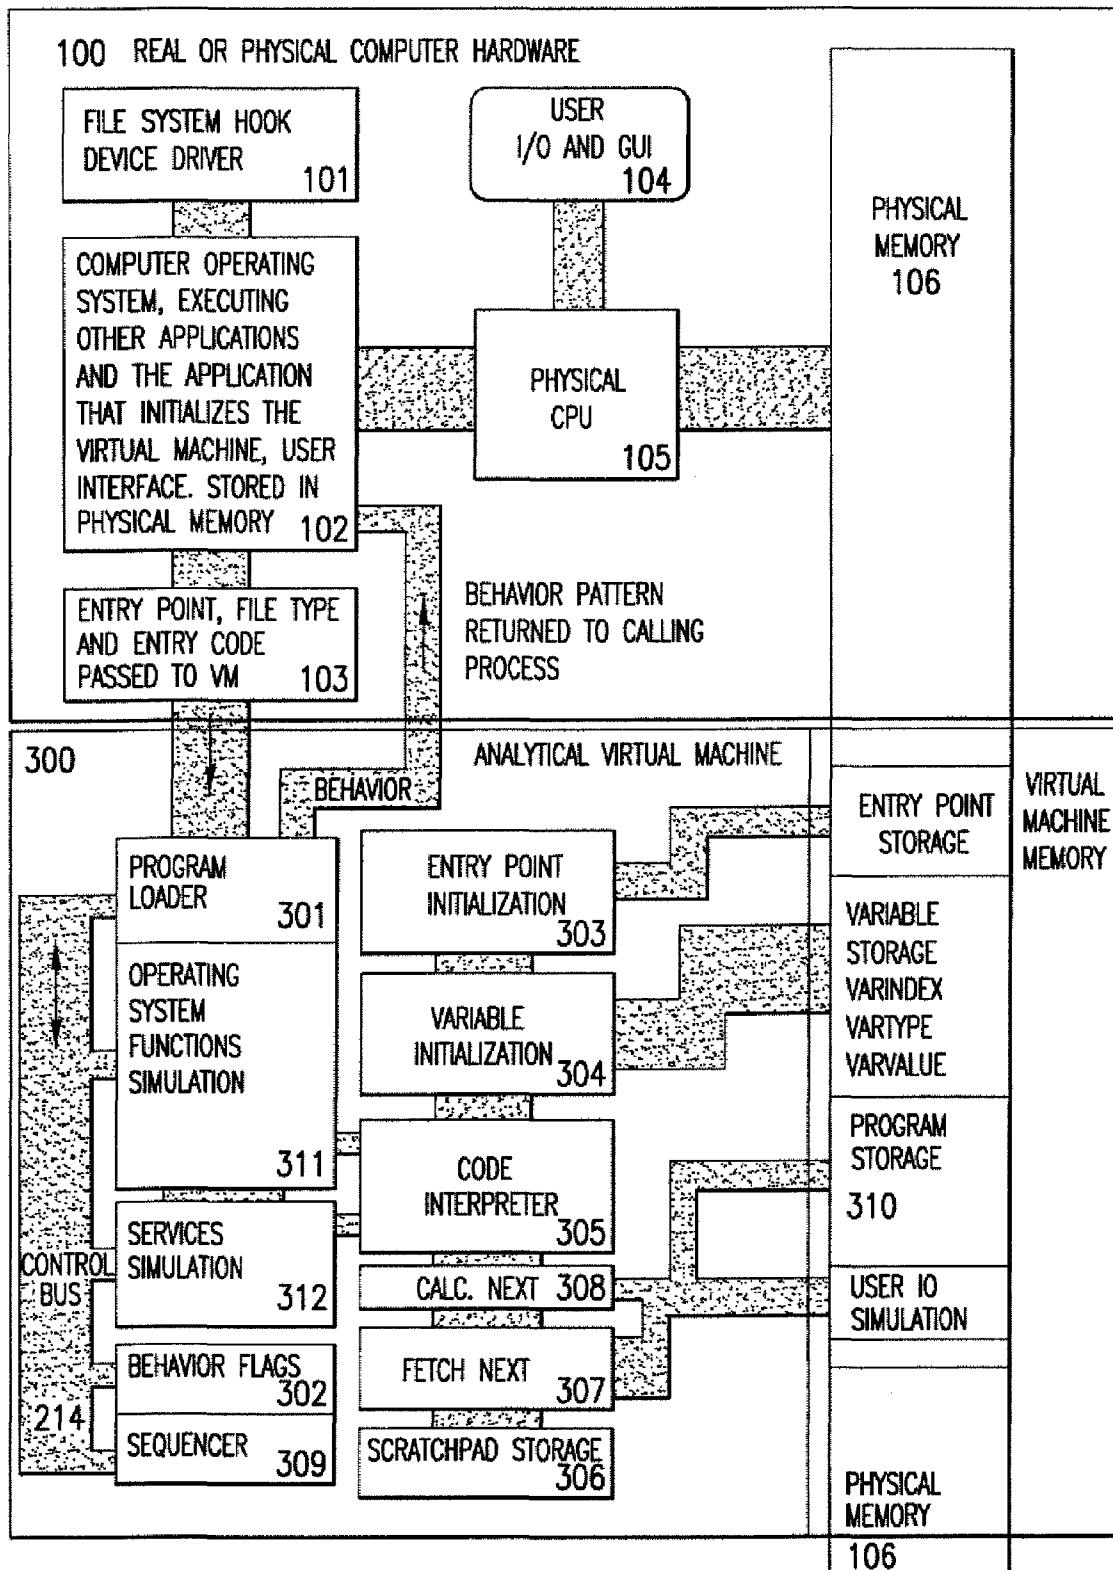 100 REAL OR PHYSICAL COMPUTER HARDWARE
FILE SYSTEM HOOK
DEVICE DRIVER
101
USER
I/O AND GUI
104
PHYSICAL
MEMORY
106
COMPUTER OPERATING
SYSTEM, EXECUTING
OTHER APPLICATIONS
AND THE APPLICATION
THAT INITIALIZES THE
VIRTUAL MACHINE, USER
INTERFACE. STORED IN
PHYSICAL MEMORY 102
PHYSICAL
CPU
105
ENTRY POINT, FILE TYPE
AND ENTRY CODE
PASSED TO VM 103
BEHAVIOR PATTERN
RETURNED TO CALLING
PROCESS
300
ANALYTICAL VIRTUAL MACHINE
BEHAVIOR
VIRTUAL
MACHINE
MEMORY
ENTRY POINT
STORAGE
PROGRAM
LOADER
301
ENTRY POINT
INITIALIZATION
303
VARIABLE
STORAGE
VARINDEX
VARTYPE
VARVALUE
OPERATING
SYSTEM
FUNCTIONS
SIMULATION
311
VARIABLE
INITIALIZATION
304
PROGRAM
STORAGE
310
CODE
INTERPRETER
305
SERVICES
SIMULATION
312
CONTROL
BUS
CALC. NEXT 308
USER IO
SIMULATION
BEHAVIOR FLAGS
302
FETCH NEXT
307
214
SEQUENCER
309
SCRATCHPAD STORAGE
306
PHYSICAL
MEMORY
106